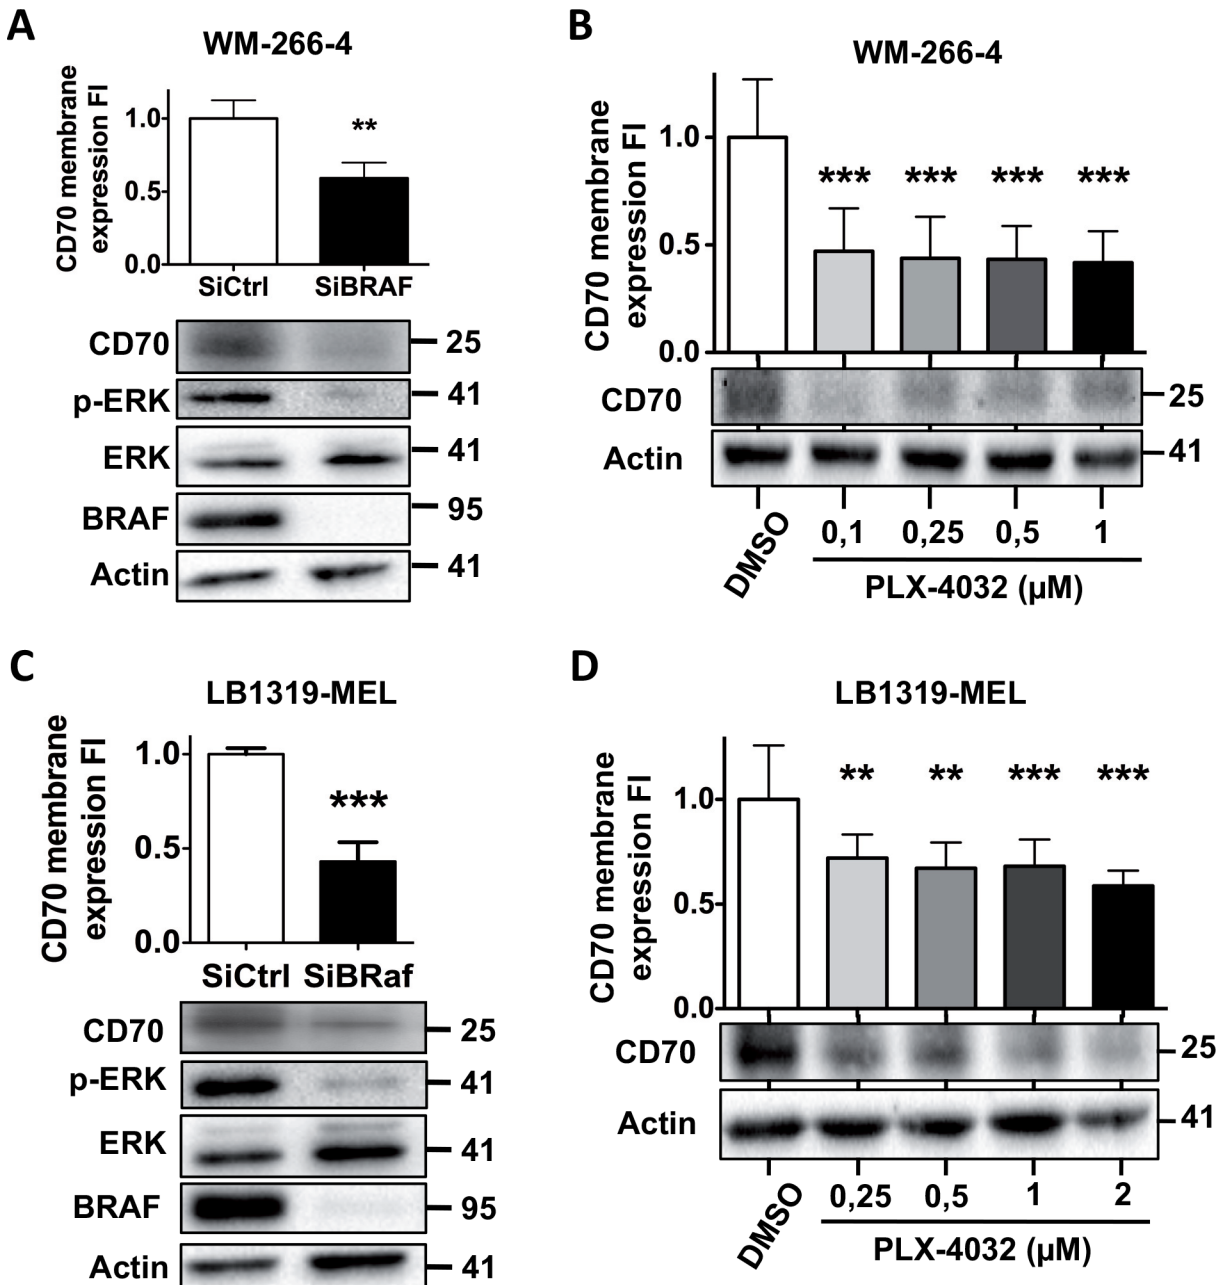 A
WM-266-4
CD70 membrane
expression FI
1.0
0.5
0.0
**
SiCtrl SiBRAF
CD70 25
p-ERK 41
ERK 41
BRAF 95
Actin 41
B
WM-266-4
CD70 membrane
expression FI
1.0
0.5
0.0
*** *** *** ***
CD70 25
Actin 41
DMSO 0,1 0,25 0,5 1
PLX-4032 (µM)
C
LB1319-MEL
CD70 membrane
expression FI
1.0
0.5
0.0
***
SiCtrl SiBRaf
CD70 25
p-ERK 41
ERK 41
BRAF 95
Actin 41
D
LB1319-MEL
CD70 membrane
expression FI
1.0
0.5
0.0
** ** *** ***
CD70 25
Actin 41
DMSO 0,25 0,5 1 2
PLX-4032 (µM)